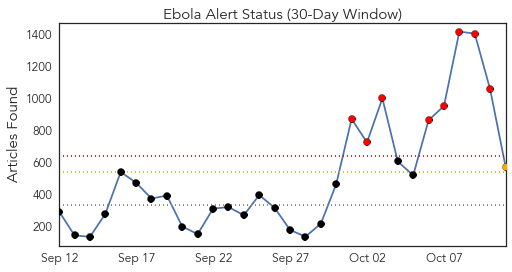 Ebola Alert Status (30-Day Window)
Articles Found
1400
1200
1000
800
600
400
200
Sep 12 Sep 17 Sep 22 Sep 27 Oct 02 Oct 07